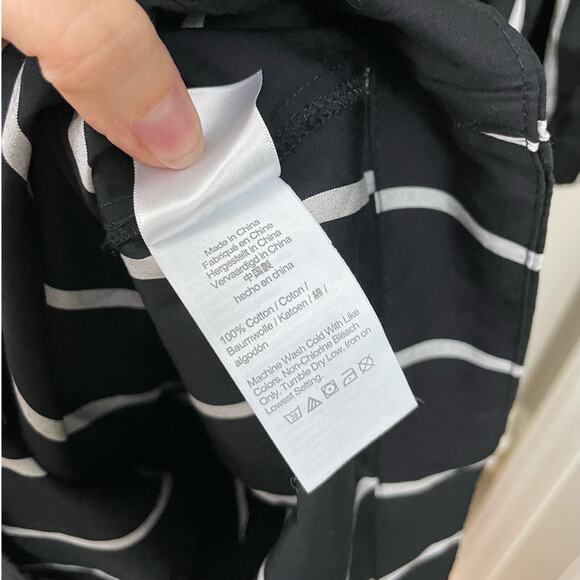 Made in China
Fabriqué en Chine
Hergestellt in China
Vervaardigd in China
中国製
hecho en china
100% Cotton / Coton /
Baumwolle / Katoen / 綿 /
algodón
Machine Wash Cold With Like
Colors, Non-Chlorine Bleach
Only. Tumble Dry Low. Iron on
Lowest Setting.
30